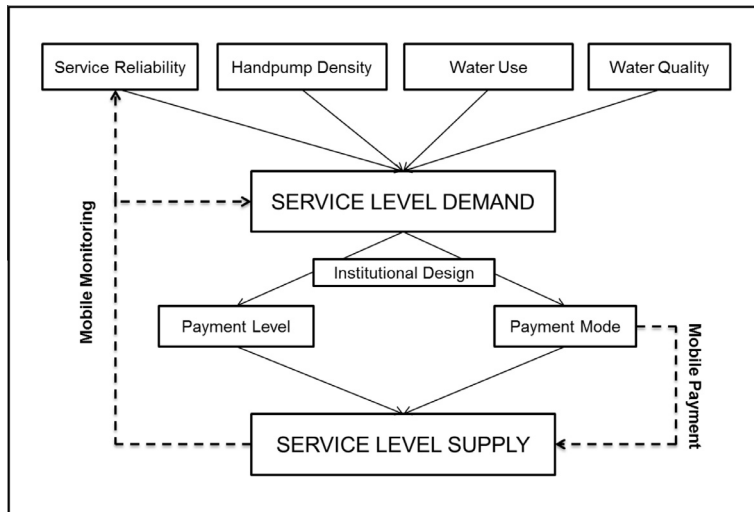 Service Reliability
Handpump Density
Water Use
Water Quality
SERVICE LEVEL DEMAND
Mobile Monitoring
Institutional Design
Payment Level
Payment Mode
Mobile Payment
SERVICE LEVEL SUPPLY